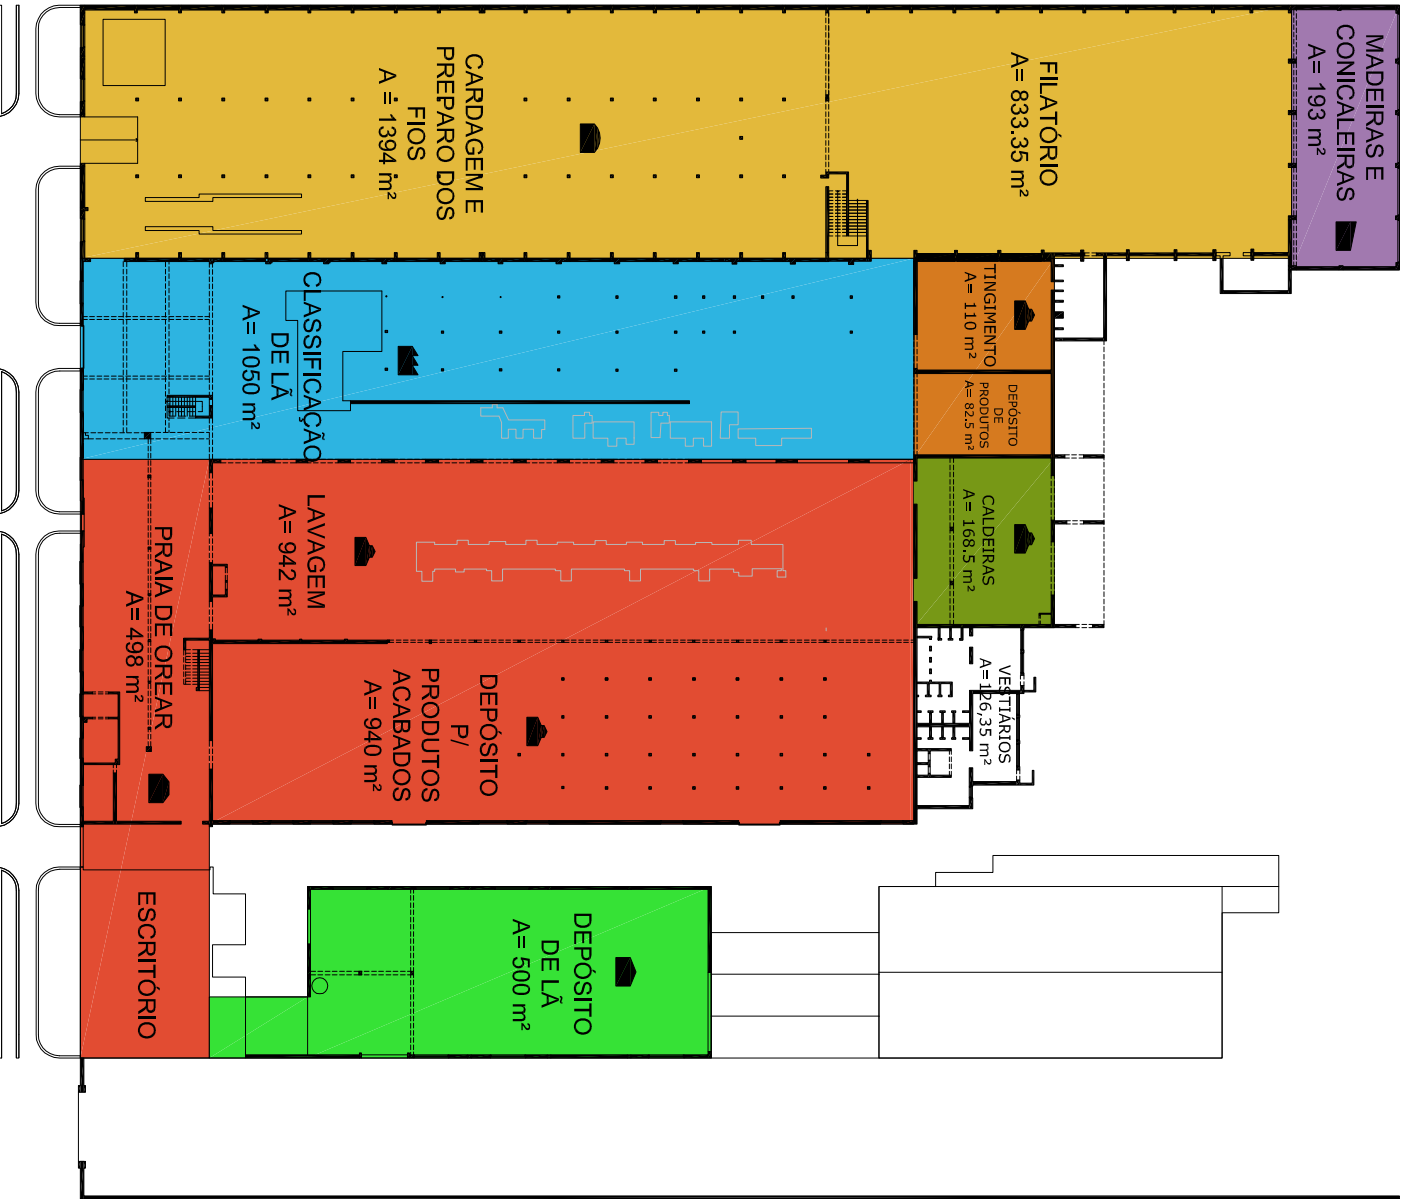 CARDAGEM E
PREPARO DOS
FIOS
A = 1394 m²
FILATÓRIO
A= 833.35 m²
MADEIRAS E
CONICALEIRAS
A= 193 m²
CLASSIFICAÇÃO
DE LÃ
A= 1050 m²
TINGIMENTO
A= 110 m²
DEPÓSITO
DE
PRODUTOS
A= 82.5 m²
LAVAGEM
A= 942 m²
CALDEIRAS
A= 168.5 m²
PRAIA DE OREAR
A= 498 m²
DEPÓSITO
P/
PRODUTOS
ACABADOS
A= 940 m²
VESTIÁRIOS
A=126,35 m²
ESCRITÓRIO
DEPÓSITO
DE LÃ
A= 500 m²